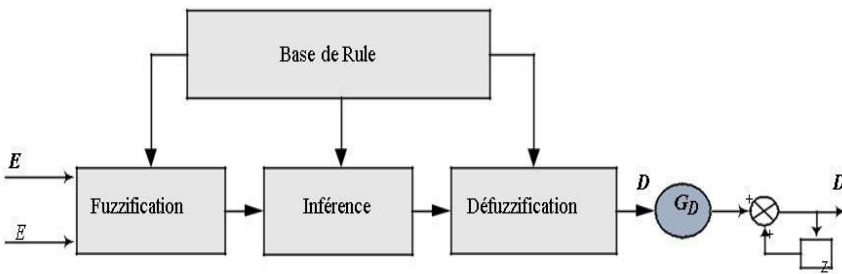 Base de Rule
E
Fuzzification
Inférence
Défuzzification
D
G_D
+
+
D
E
Z